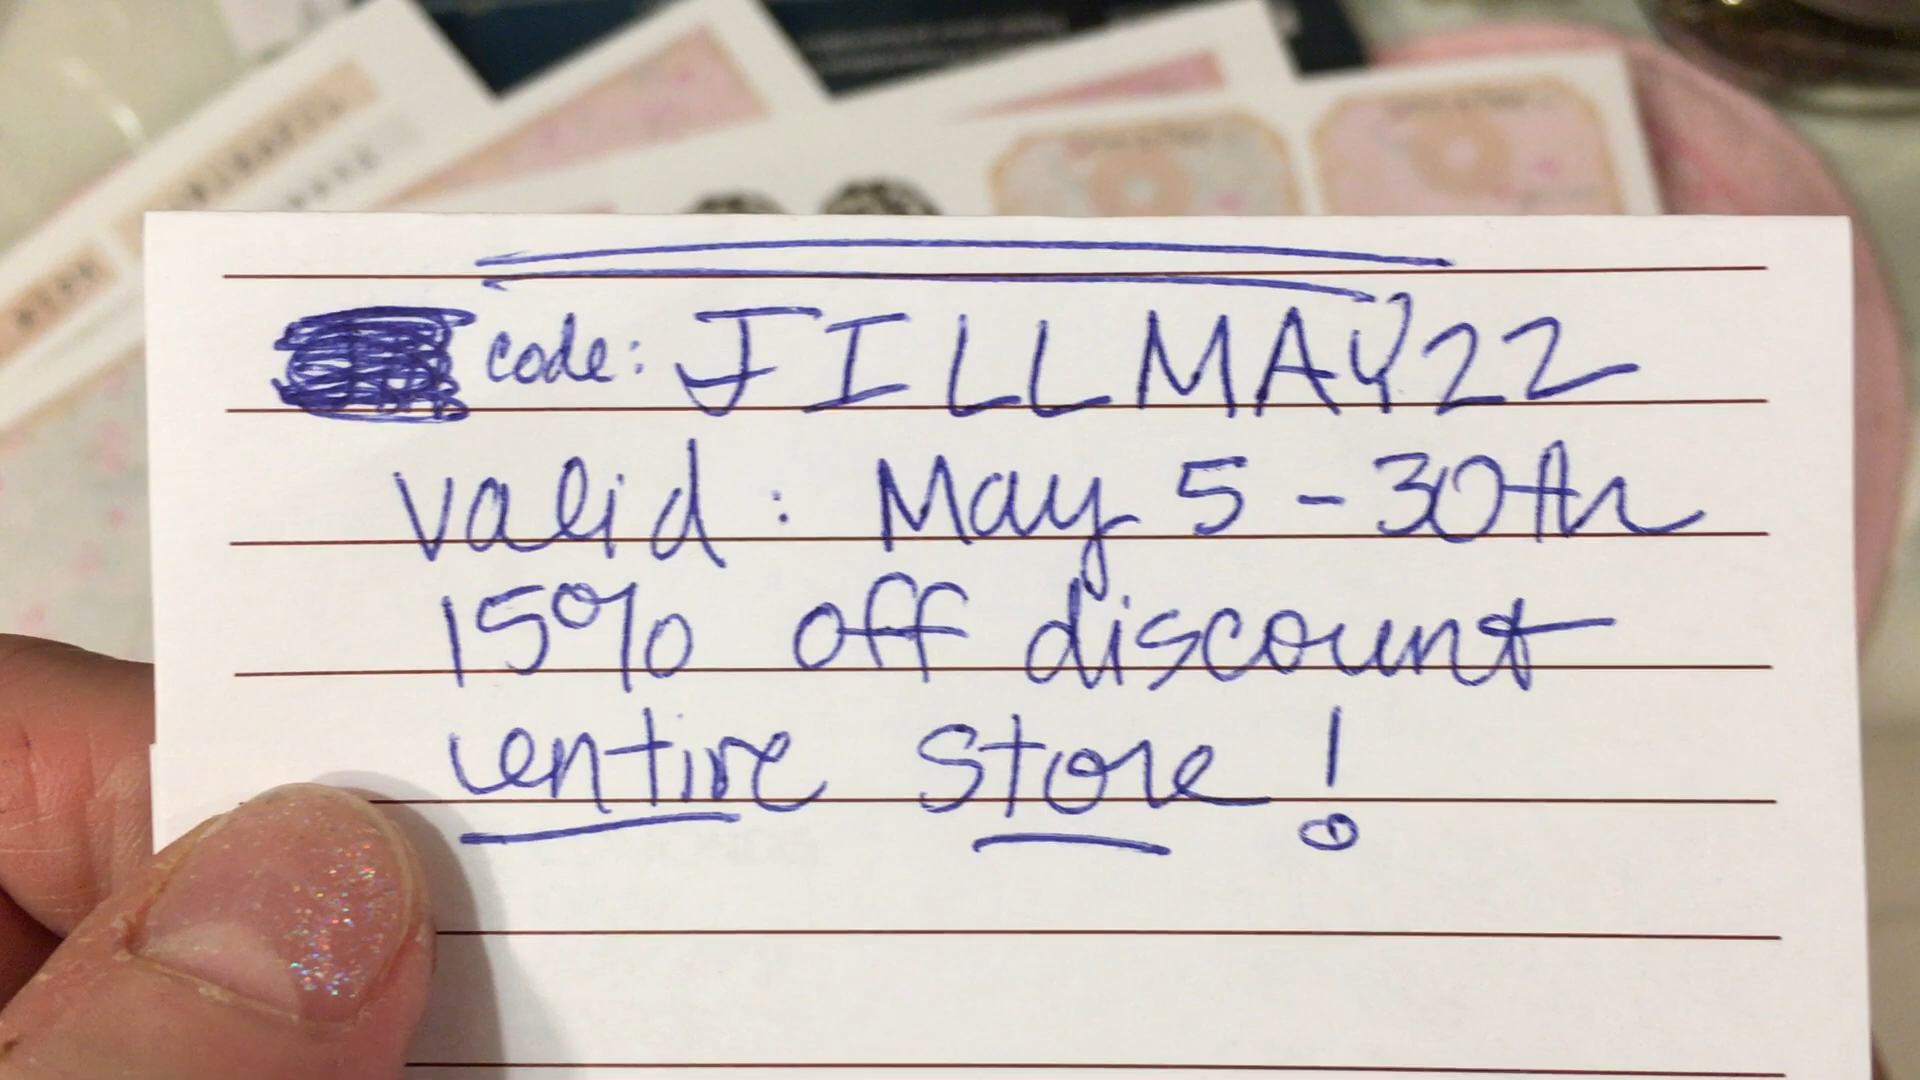 code: JILLMAY22
valid: May 5-30th
15% off discount
entire store!